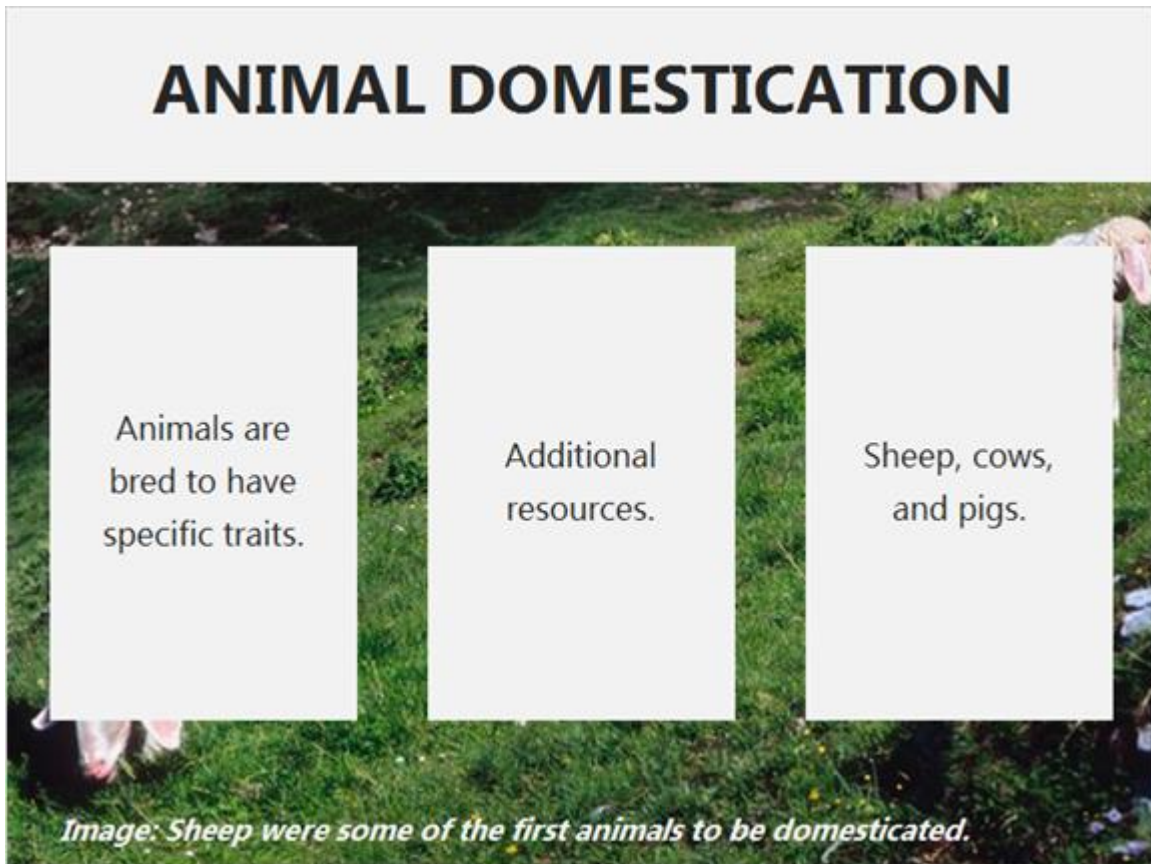 ANIMAL DOMESTICATION
Animals are
bred to have
specific traits.
Additional
resources.
Sheep, cows,
and pigs.
Image: Sheep were some of the first animals to be domesticated.